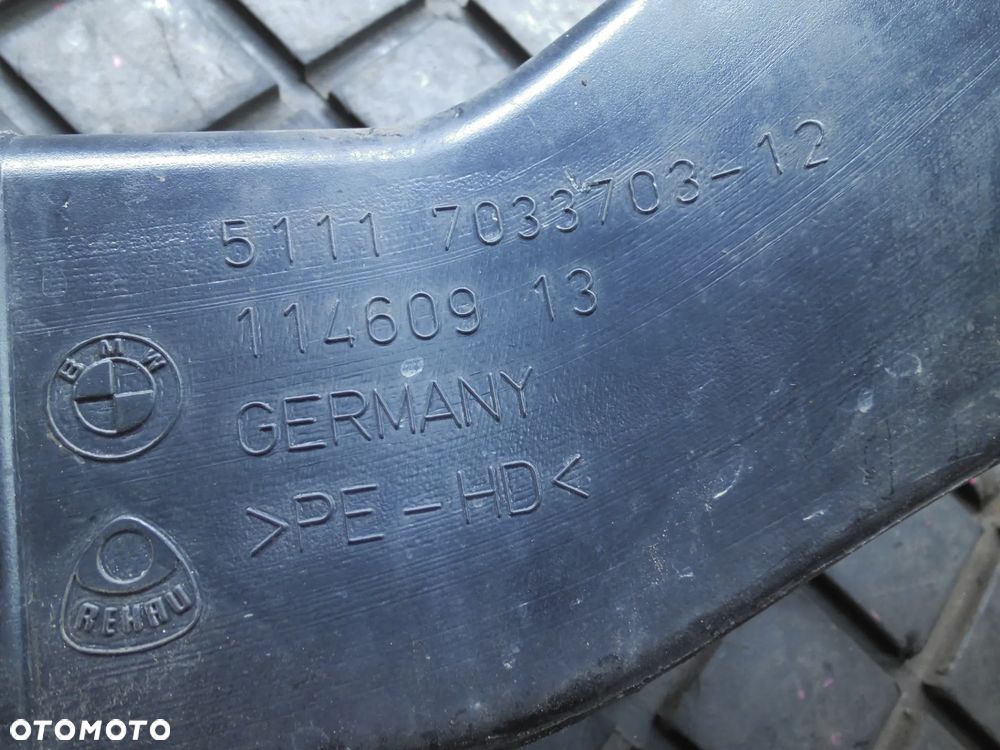 5111 7033703-12
114609 13
BMW
GERMANY
>PE-HD<
REHAU
OTOMOTO